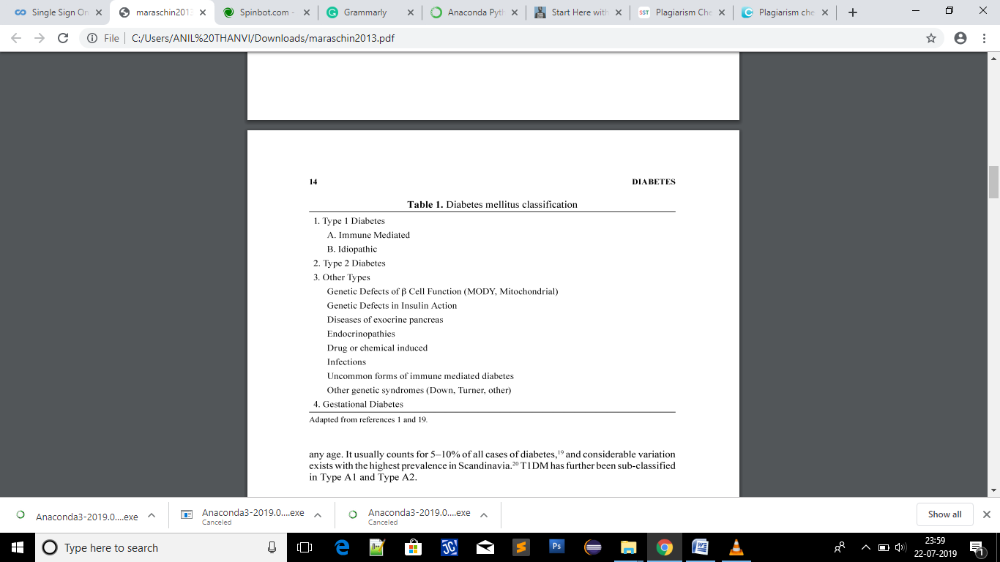 Single Sign On
maraschin2013
Spinbot.com -
Grammarly
Anaconda Pyth
Start Here with
SST
Plagiarism Che
Plagiarism che
File C:/Users/ANIL%20THANVI/Downloads/maraschin2013.pdf
14 DIABETES
Table 1. Diabetes mellitus classification
1. Type 1 Diabetes
A. Immune Mediated
B. Idiopathic
2. Type 2 Diabetes
3. Other Types
Genetic Defects of β Cell Function (MODY, Mitochondrial)
Genetic Defects in Insulin Action
Diseases of exocrine pancreas
Endocrinopathies
Drug or chemical induced
Infections
Uncommon forms of immune mediated diabetes
Other genetic syndromes (Down, Turner, other)
4. Gestational Diabetes
Adapted from references 1 and 19.
any age. It usually counts for 5–10% of all cases of diabetes,¹⁹ and considerable variation
exists with the highest prevalence in Scandinavia.²⁰ T1DM has further been sub-classified
in Type A1 and Type A2.
Anaconda3-2019.0....exe
Anaconda3-2019.0....exe
Canceled
Anaconda3-2019.0....exe
Canceled
Show all
Type here to search
Ps
23:59
22-07-2019
1